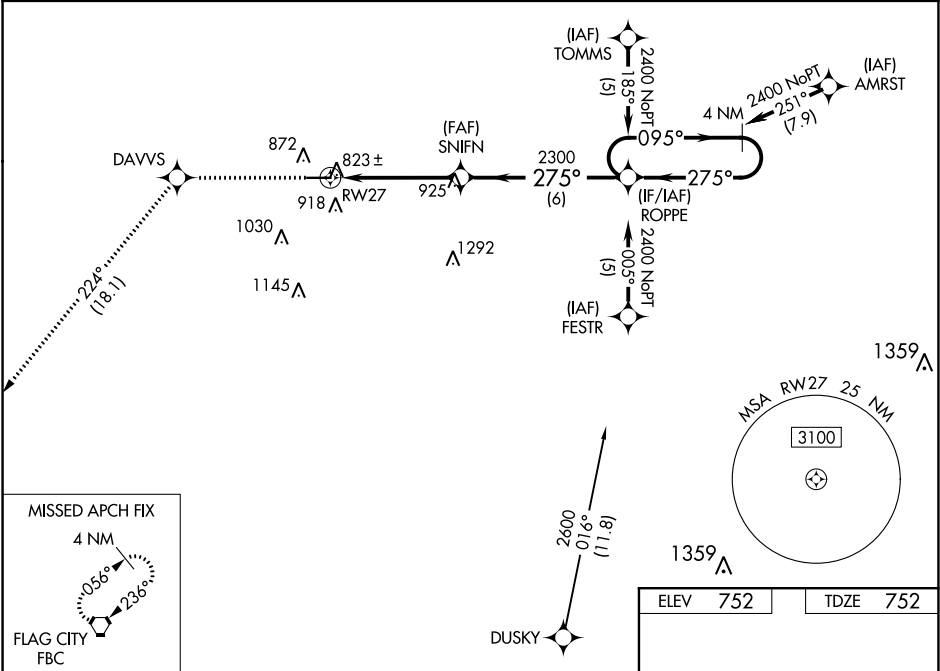 (IAF)
TOMMS
2400 NoPT
185°
(5)
(IAF)
AMRST
2400 NoPT
251°
(7.9)
4 NM
095°
(FAF)
SNIFN
872
823 ±
DAVVS
2300
275°
(6)
275°
925
918
RW27
(IF/IAF)
ROPPE
1030
1292
2400 NoPT
005°
(5)
1145
224°
(18.1)
(IAF)
FESTR
1359
MSA RW27 25 NM
3100
MISSED APCH FIX
4 NM
056°
236°
FLAG CITY
FBC
2600
016°
(11.8)
1359
DUSKY
ELEV 752
TDZE 752